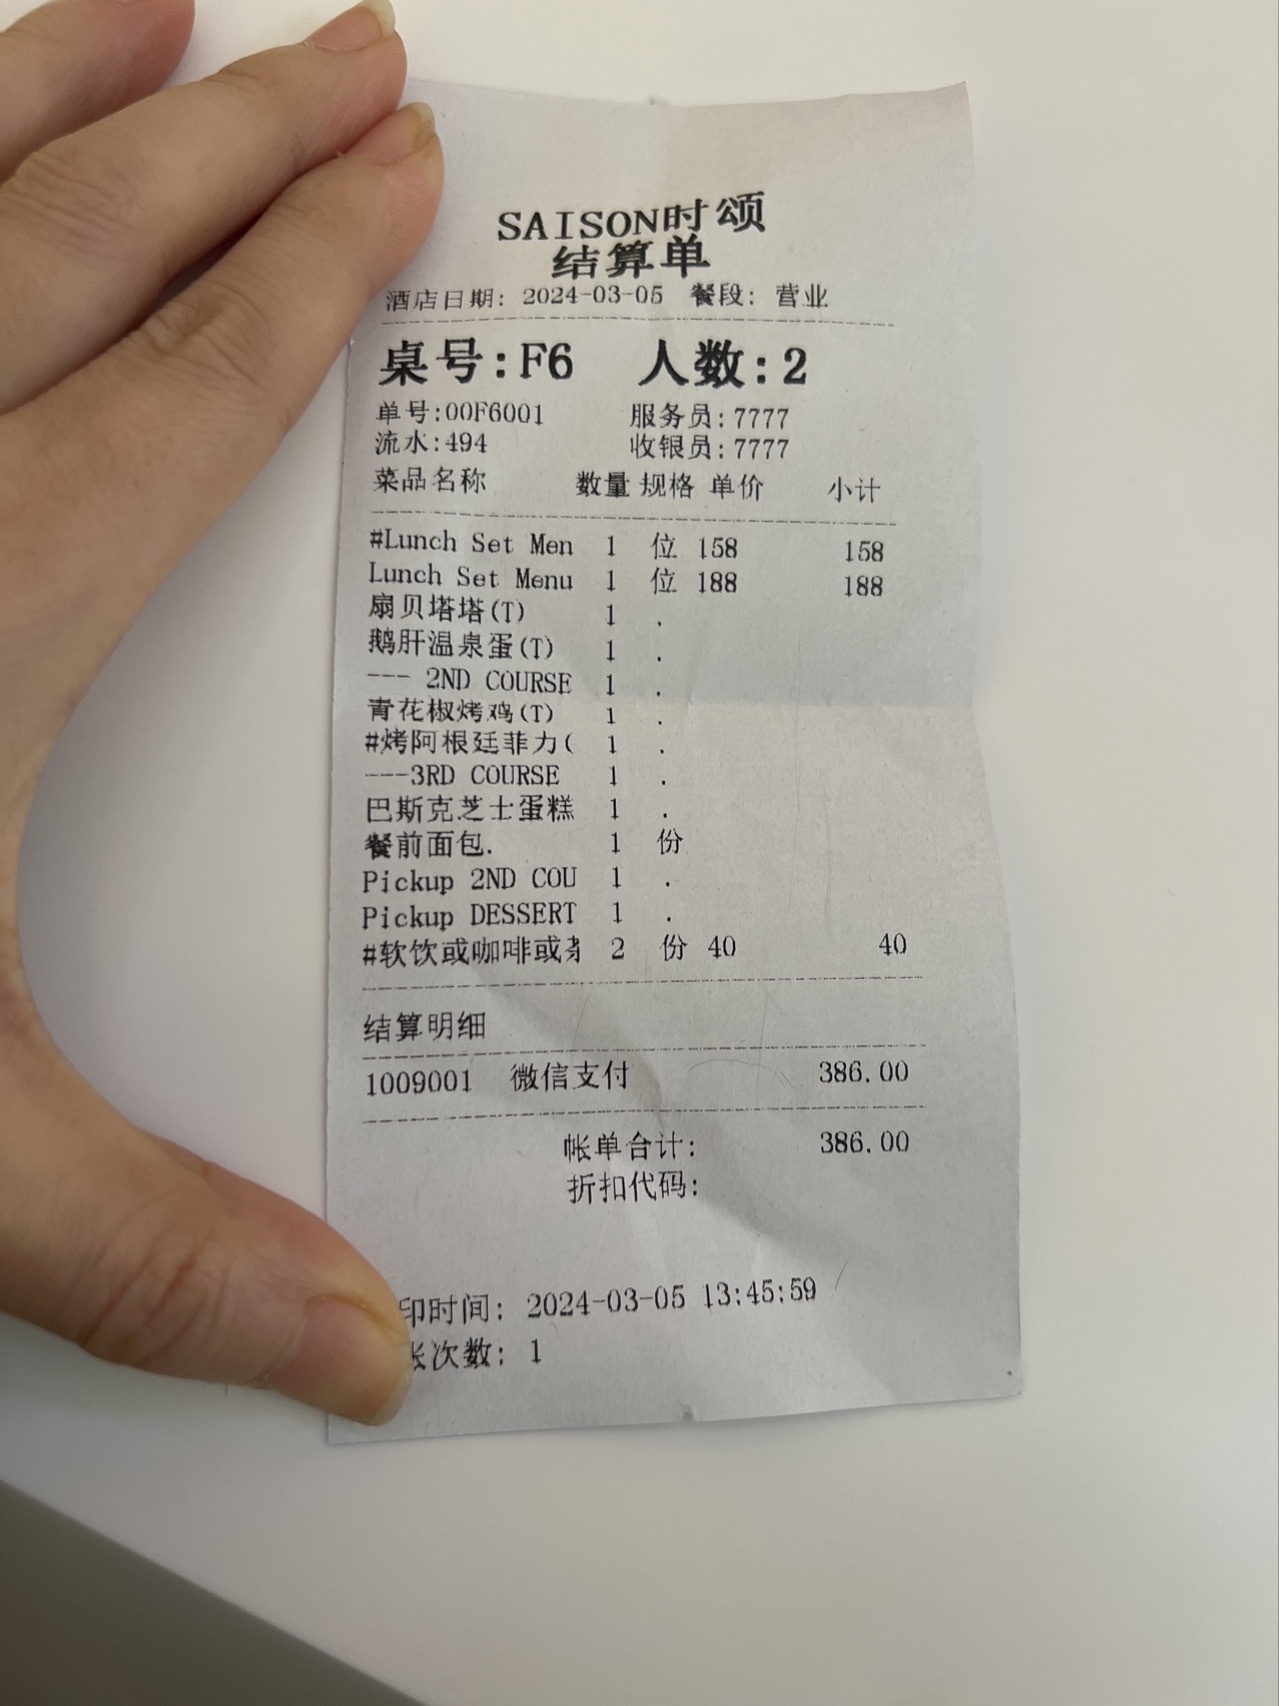 SAISON时颂
结算单
酒店日期: 2024-03-05 餐段: 营业
桌号:F6 人数:2
单号:00F6001 服务员:7777
流水:494 收银员:7777
菜品名称 数量 规格 单价 小计
#Lunch Set Men 1 位 158 158
Lunch Set Menu 1 位 188 188
扇贝塔塔(T) 1 .
鹅肝温泉蛋(T) 1 .
--- 2ND COURSE 1 .
青花椒烤鸡(T) 1 .
#烤阿根廷菲力( 1 .
---3RD COURSE 1 .
巴斯克芝士蛋糕 1 .
餐前面包. 1 份
Pickup 2ND COU 1 .
Pickup DESSERT 1 .
#软饮或咖啡或 2 份 40 40
结算明细
1009001 微信支付 386.00
帐单合计: 386.00
折扣代码:
印时间: 2024-03-05 13:45:59
次数: 1